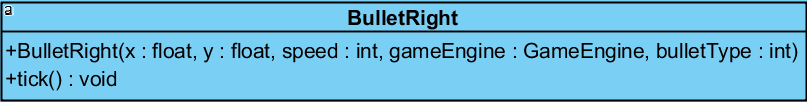 a
BulletRight
+BulletRight(x : float, y : float, speed : int, gameEngine : GameEngine, bulletType : int)
+tick() : void